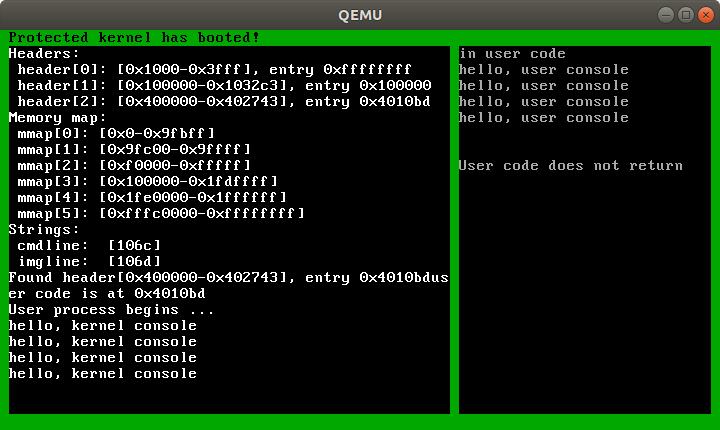 QEMU
Protected kernel has booted!
Headers:
header[0]: [0x1000-0x3fff], entry 0xffffffff
header[1]: [0x100000-0x1032c3], entry 0x100000
header[2]: [0x400000-0x402743], entry 0x4010bd
Memory map:
mmap[0]: [0x0-0x9fbff]
mmap[1]: [0x9fc00-0x9ffff]
mmap[2]: [0xf0000-0xfffff]
mmap[3]: [0x100000-0x1fdffff]
mmap[4]: [0x1fe0000-0x1ffffff]
mmap[5]: [0xfffc0000-0xffffffff]
Strings:
cmdline:  [106c]
imgline:  [106d]
Found header[0x400000-0x402743], entry 0x4010bdus
er code is at 0x4010bd
User process begins ...
hello, kernel console
hello, kernel console
hello, kernel console
hello, kernel console
in user code
hello, user console
hello, user console
hello, user console
hello, user console
User code does not return